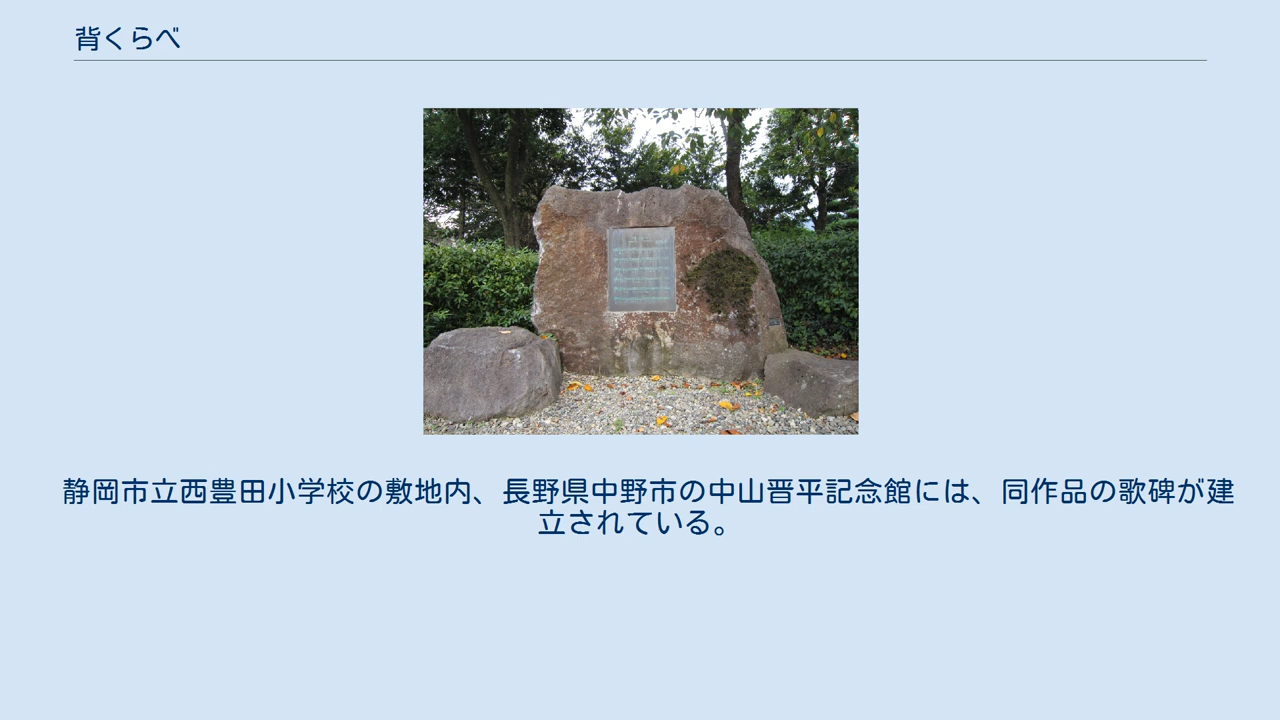 背くらべ
静岡市立西豊田小学校の敷地内、長野県中野市の中山晋平記念館には、同作品の歌碑が建
立されている。